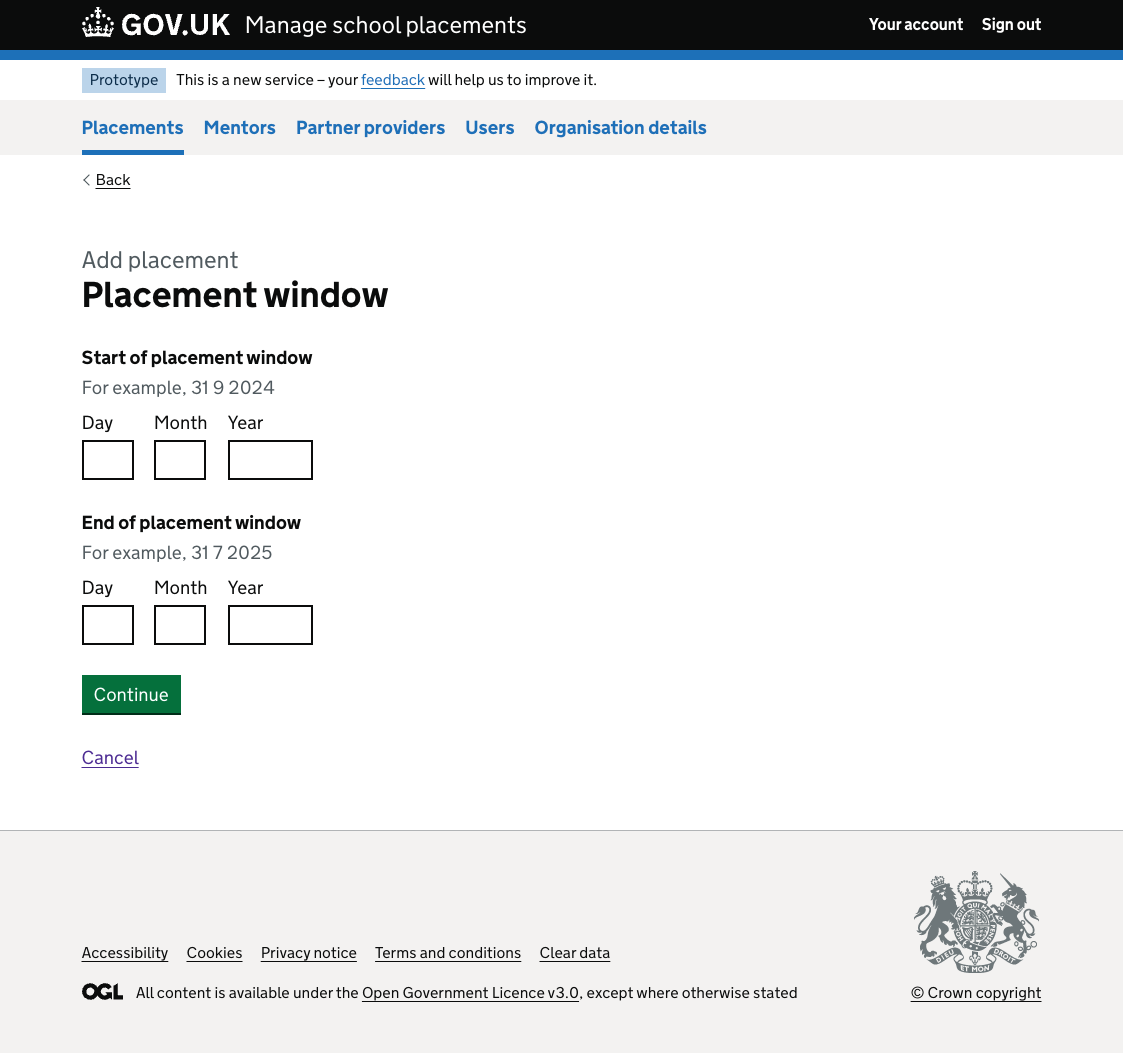 GOV.UK Manage school placements Your account Sign out
Prototype This is a new service – your feedback will help us to improve it.
Placements Mentors Partner providers Users Organisation details
Back
Add placement
Placement window
Start of placement window
For example, 31 9 2024
Day Month Year
End of placement window
For example, 31 7 2025
Day Month Year
Continue
Cancel
Accessibility Cookies Privacy notice Terms and conditions Clear data
OGL All content is available under the Open Government Licence v3.0, except where otherwise stated
DIEU ET MON DROIT
© Crown copyright